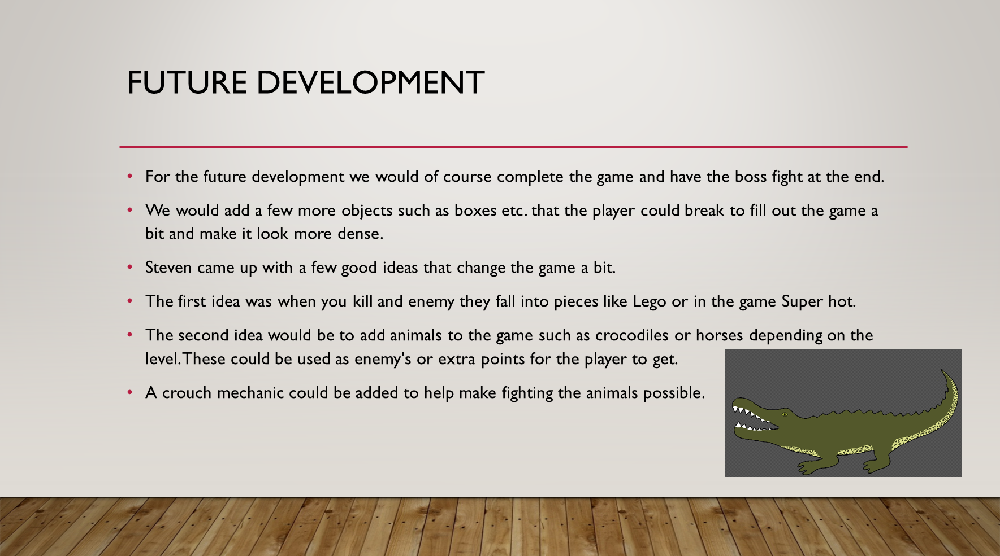 FUTURE DEVELOPMENT
• For the future development we would of course complete the game and have the boss fight at the end.
• We would add a few more objects such as boxes etc. that the player could break to fill out the game a
bit and make it look more dense.
• Steven came up with a few good ideas that change the game a bit.
• The first idea was when you kill and enemy they fall into pieces like Lego or in the game Super hot.
• The second idea would be to add animals to the game such as crocodiles or horses depending on the
level. These could be used as enemy's or extra points for the player to get.
• A crouch mechanic could be added to help make fighting the animals possible.